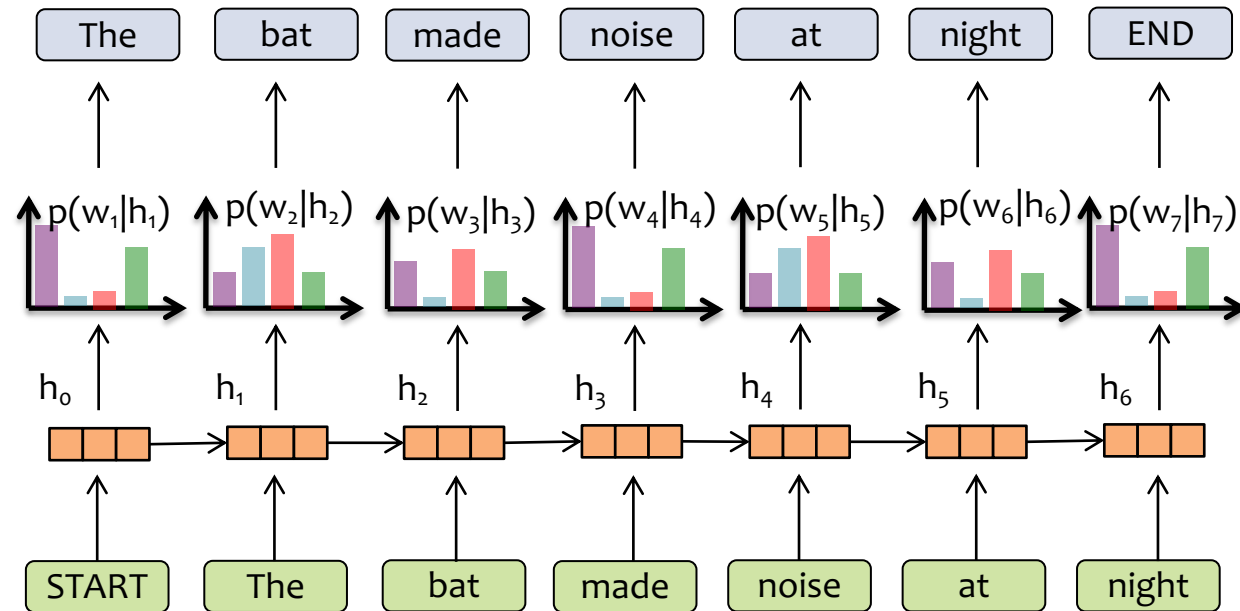 The bat made noise at night END
p(w₁|h₁) p(w₂|h₂) p(w₃|h₃) p(w₄|h₄) p(w₅|h₅) p(w₆|h₆) p(w₇|h₇)
h₀ h₁ h₂ h₃ h₄ h₅ h₆
START The bat made noise at night